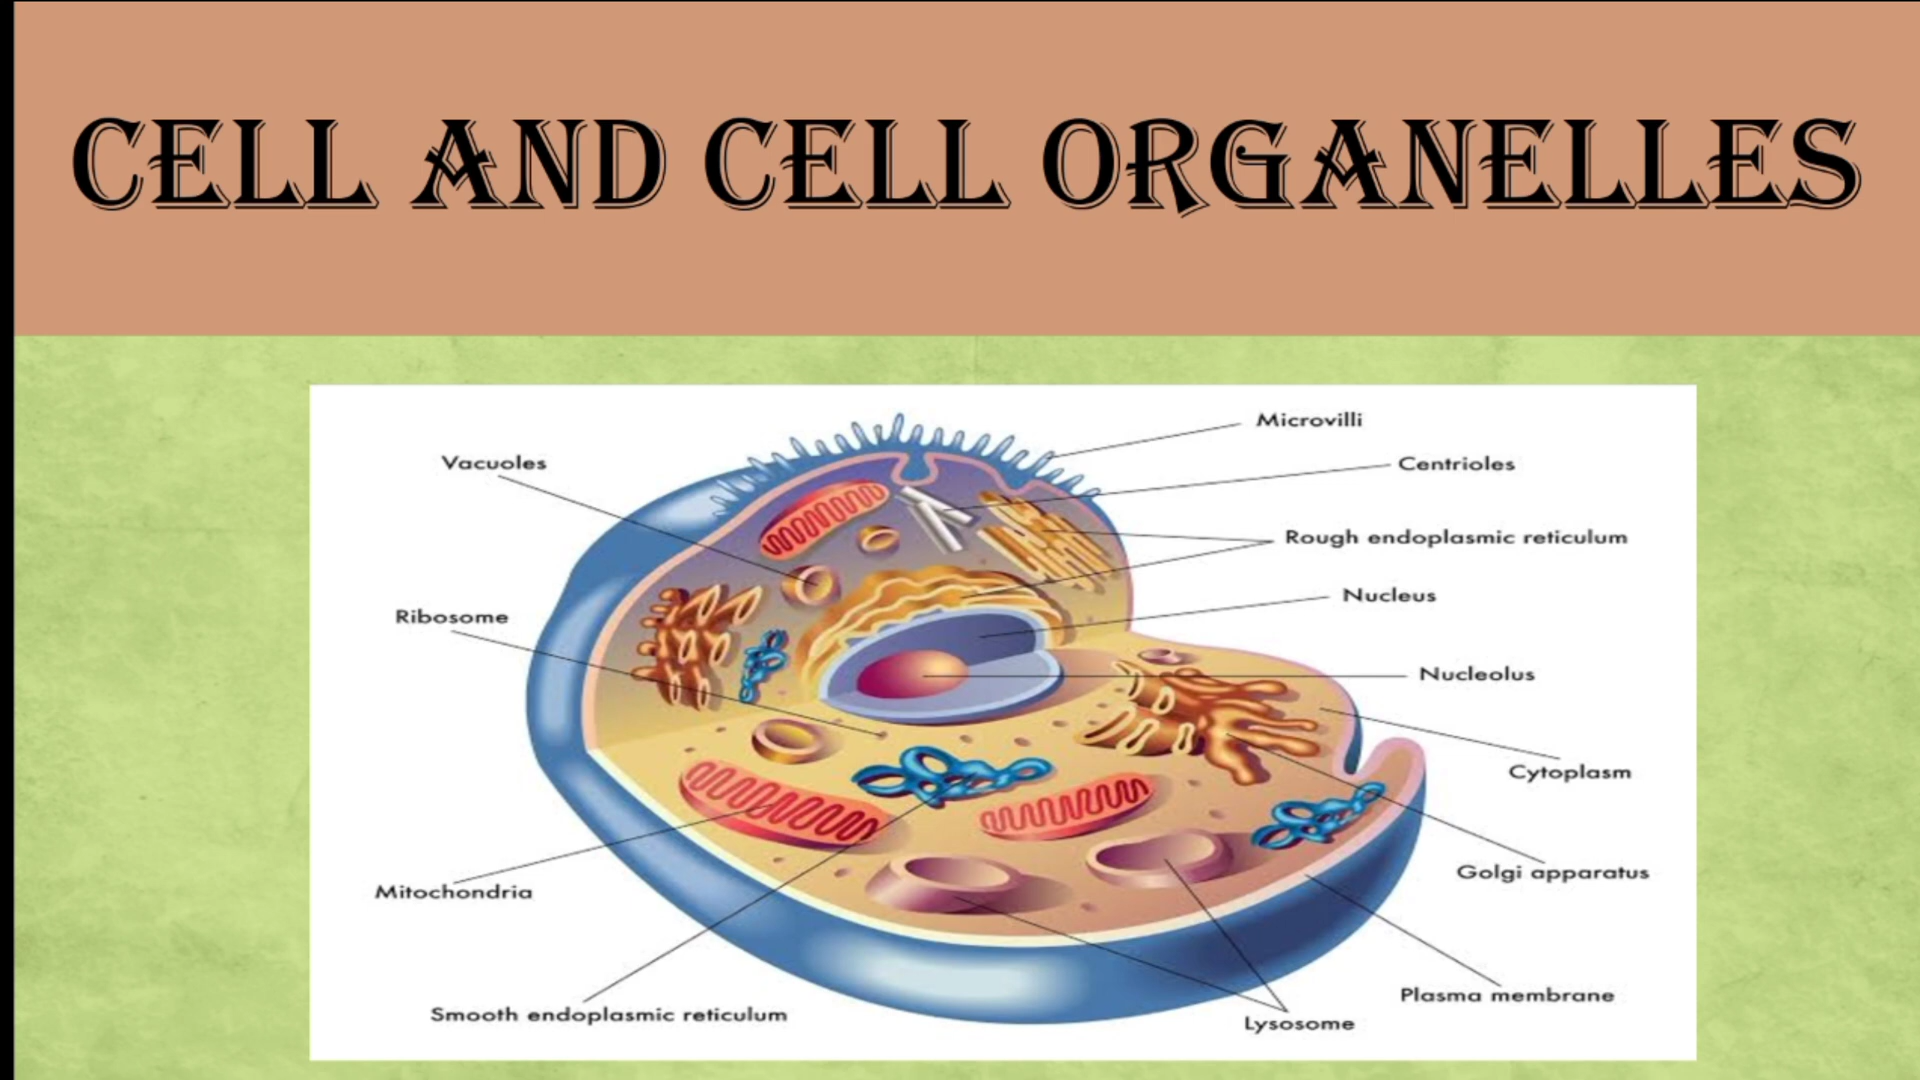 CELL AND CELL ORGANELLES
Microvilli
Vacuoles
Centrioles
Rough endoplasmic reticulum
Nucleus
Ribosome
Nucleolus
Cytoplasm
Golgi apparatus
Mitochondria
Plasma membrane
Smooth endoplasmic reticulum
Lysosome